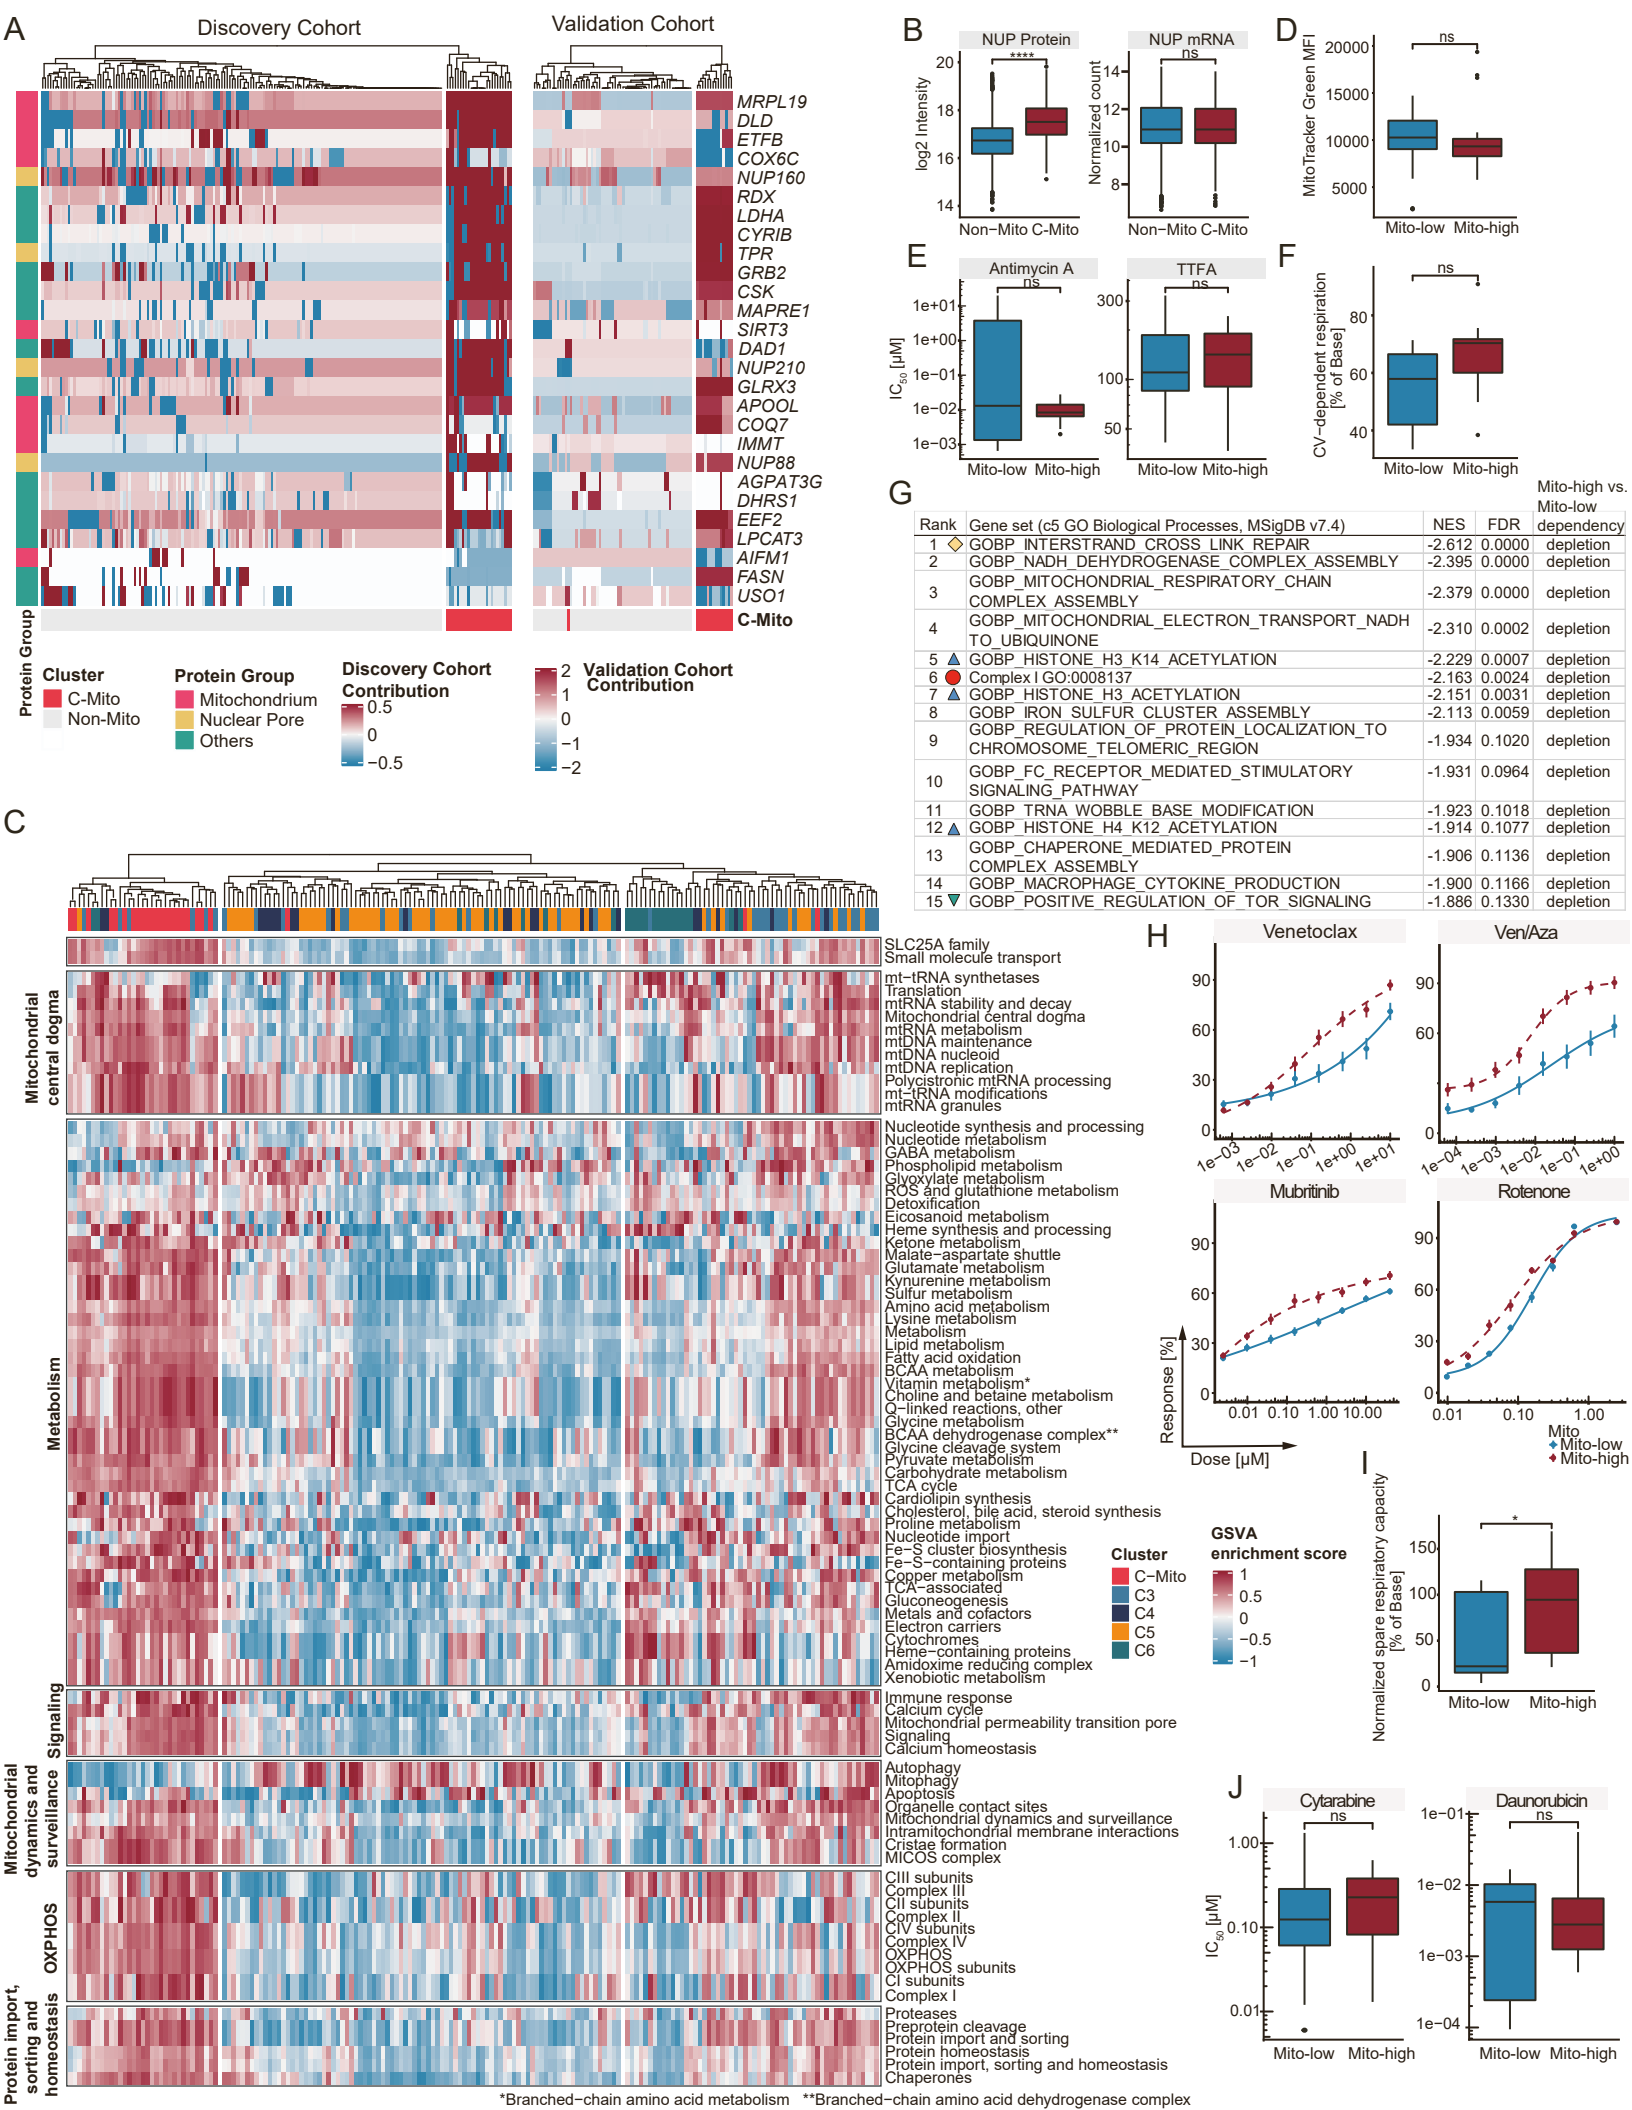 A
Discovery Cohort
Validation Cohort
MRPL19
DLD
ETFB
COX6C
NUP160
RDX
LDHA
CYRIB
TPR
GRB2
CSK
MAPRE1
SIRT3
DAD1
NUP210
GLRX3
APOOL
COQ7
IMMT
NUP88
AGPAT3G
DHRS1
EEF2
LPCAT3
AIFM1
FASN
USO1
C-Mito
Protein Group
Cluster
C-Mito
Non-Mito
Protein Group
Mitochondrium
Nuclear Pore
Others
Discovery Cohort
Contribution
0.5
0
−0.5
Validation Cohort
Contribution
2
1
0
−1
−2
B
NUP Protein
****
log2 Intensity
20
18
16
14
Non−Mito C-Mito
NUP mRNA
ns
Normalized count
14
12
10
8
Non−Mito C-Mito
D
ns
MitoTracker Green MFI
20000
15000
10000
5000
Mito-low Mito-high
E
Antimycin A
ns
IC50 [µM]
1e+01
1e+00
1e−01
1e−02
1e−03
Mito-low Mito-high
TTFA
ns
300
100
50
Mito-low Mito-high
F
ns
CV−dependent respiration
[% of Base]
80
60
40
Mito-low Mito-high
G
Mito-high vs.
Mito-low
Rank Gene set (c5 GO Biological Processes, MSigDB v7.4) NES FDR dependency
1 GOBP_INTERSTRAND_CROSS_LINK_REPAIR -2.612 0.0000 depletion
2 GOBP_NADH_DEHYDROGENASE_COMPLEX_ASSEMBLY -2.395 0.0000 depletion
3 GOBP_MITOCHONDRIAL_RESPIRATORY_CHAIN
COMPLEX_ASSEMBLY -2.379 0.0000 depletion
4 GOBP_MITOCHONDRIAL_ELECTRON_TRANSPORT_NADH
TO_UBIQUINONE -2.310 0.0002 depletion
5 GOBP_HISTONE_H3_K14_ACETYLATION -2.229 0.0007 depletion
6 Complex I GO:0008137 -2.163 0.0024 depletion
7 GOBP_HISTONE_H3_ACETYLATION -2.151 0.0031 depletion
8 GOBP_IRON_SULFUR_CLUSTER_ASSEMBLY -2.113 0.0059 depletion
9 GOBP_REGULATION_OF_PROTEIN_LOCALIZATION_TO
CHROMOSOME_TELOMERIC_REGION -1.934 0.1020 depletion
10 GOBP_FC_RECEPTOR_MEDIATED_STIMULATORY
SIGNALING_PATHWAY -1.931 0.0964 depletion
11 GOBP_TRNA_WOBBLE_BASE_MODIFICATION -1.923 0.1018 depletion
12 GOBP_HISTONE_H4_K12_ACETYLATION -1.914 0.1077 depletion
13 GOBP_CHAPERONE_MEDIATED_PROTEIN
COMPLEX_ASSEMBLY -1.906 0.1136 depletion
14 GOBP_MACROPHAGE_CYTOKINE_PRODUCTION -1.900 0.1166 depletion
15 GOBP_POSITIVE_REGULATION_OF_TOR_SIGNALING -1.886 0.1330 depletion
C
SLC25A family
Small molecule transport
Mitochondrial
central dogma
mt−tRNA synthetases
Translation
mtRNA stability and decay
Mitochondrial central dogma
mtRNA metabolism
mtDNA maintenance
mtDNA nucleoid
mtDNA replication
Polycistronic mtRNA processing
mt−tRNA modifications
mtRNA granules
Metabolism
Nucleotide synthesis and processing
Nucleotide metabolism
GABA metabolism
Phospholipid metabolism
Glyoxylate metabolism
ROS and glutathione metabolism
Detoxification
Eicosanoid metabolism
Heme synthesis and processing
Ketone metabolism
Malate−aspartate shuttle
Glutamate metabolism
Kynurenine metabolism
Sulfur metabolism
Amino acid metabolism
Lysine metabolism
Metabolism
Lipid metabolism
Fatty acid oxidation
BCAA metabolism
Vitamin metabolism*
Choline and betaine metabolism
Q−linked reactions, other
Glycine metabolism
BCAA dehydrogenase complex**
Glycine cleavage system
Pyruvate metabolism
Carbohydrate metabolism
TCA cycle
Cardiolipin synthesis
Cholesterol, bile acid, steroid synthesis
Proline metabolism
Nucleotide import
Fe−S cluster biosynthesis
Fe−S−containing proteins
Copper metabolism
TCA−associated
Gluconeogenesis
Metals and cofactors
Electron carriers
Cytochromes
Heme−containing proteins
Amidoxime reducing complex
Xenobiotic metabolism
Signaling
Immune response
Calcium cycle
Mitochondrial permeability transition pore
Signaling
Calcium homeostasis
Mitochondrial
dynamics and
surveillance
Autophagy
Mitophagy
Apoptosis
Organelle contact sites
Mitochondrial dynamics and surveillance
Intramitochondrial membrane interactions
Cristae formation
MICOS complex
OXPHOS
CIII subunits
Complex III
CII subunits
Complex II
CIV subunits
Complex IV
OXPHOS
OXPHOS subunits
CI subunits
Complex I
Protein import,
sorting and
homeostasis
Proteases
Preprotein cleavage
Protein import and sorting
Protein homeostasis
Protein import, sorting and homeostasis
Chaperones
*Branched−chain amino acid metabolism **Branched−chain amino acid dehydrogenase complex
Cluster
C−Mito
C3
C4
C5
C6
GSVA
enrichment score
1
0.5
0
−0.5
−1
H
Venetoclax
90
60
30
0
1e−03 1e−02 1e−01 1e+00 1e+01
Ven/Aza
90
60
0
1e−04 1e−03 1e−02 1e−01 1e+00
Mubritinib
90
60
30
0
0.01 0.10 1.00 10.00
Rotenone
90
60
30
0
0.01 0.10 1.00
Response [%]
Dose [µM]
Mito
Mito-low
Mito-high
I
*
Normalized spare respiratory capacity
[% of Base]
150
100
50
0
Mito-low Mito-high
J
Cytarabine
ns
IC50 [µM]
1.00
0.10
0.01
Mito-low Mito-high
Daunorubicin
ns
1e−01
1e−02
1e−03
1e−04
Mito-low Mito-high